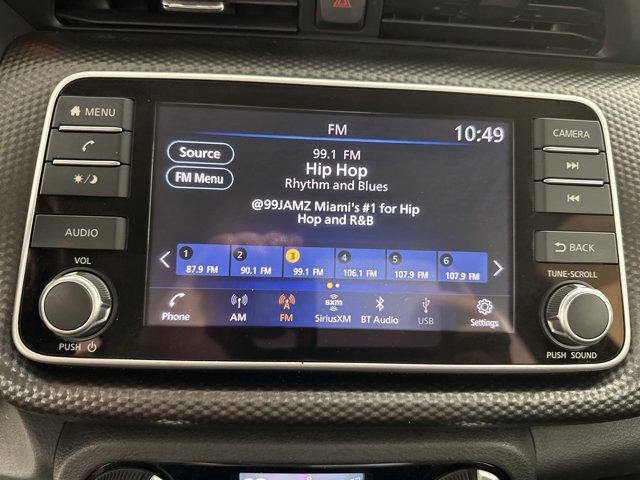 MENU
AUDIO
VOL
PUSH
FM
10:49
Source
FM Menu
99.1 FM
Hip Hop
Rhythm and Blues
@99JAMZ Miami's #1 for Hip
Hop and R&B
1 2 3 4 5 6
87.9 FM 90.1 FM 99.1 FM 106.1 FM 107.9 FM 107.9 FM
Phone AM FM SXM SiriusXM BT Audio USB Settings
CAMERA
BACK
TUNE·SCROLL
PUSH SOUND